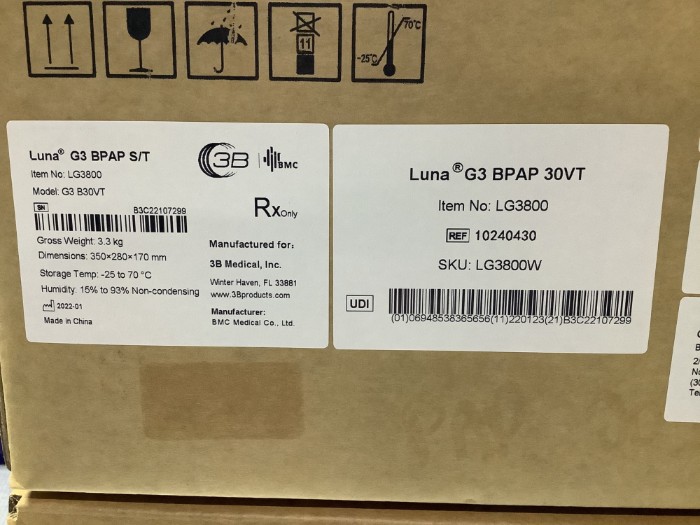 11
70°C
-25°C
Luna® G3 BPAP S/T
Item No: LG3800
Model: G3 B30VT
3B
BMC
SN
B3C22107299
Rx Only
Gross Weight: 3.3 kg
Dimensions: 350×280×170 mm
Storage Temp: -25 to 70 °C
Humidity: 15% to 93% Non-condensing
2022-01
Made in China
Manufactured for:
3B Medical, Inc.
Winter Haven, FL 33881
www.3Bproducts.com
Manufacturer:
BMC Medical Co., Ltd.
Luna® G3 BPAP 30VT
Item No: LG3800
REF 10240430
SKU: LG3800W
UDI
(01)06948538365656(11)220123(21)B3C22107299
(30
Te